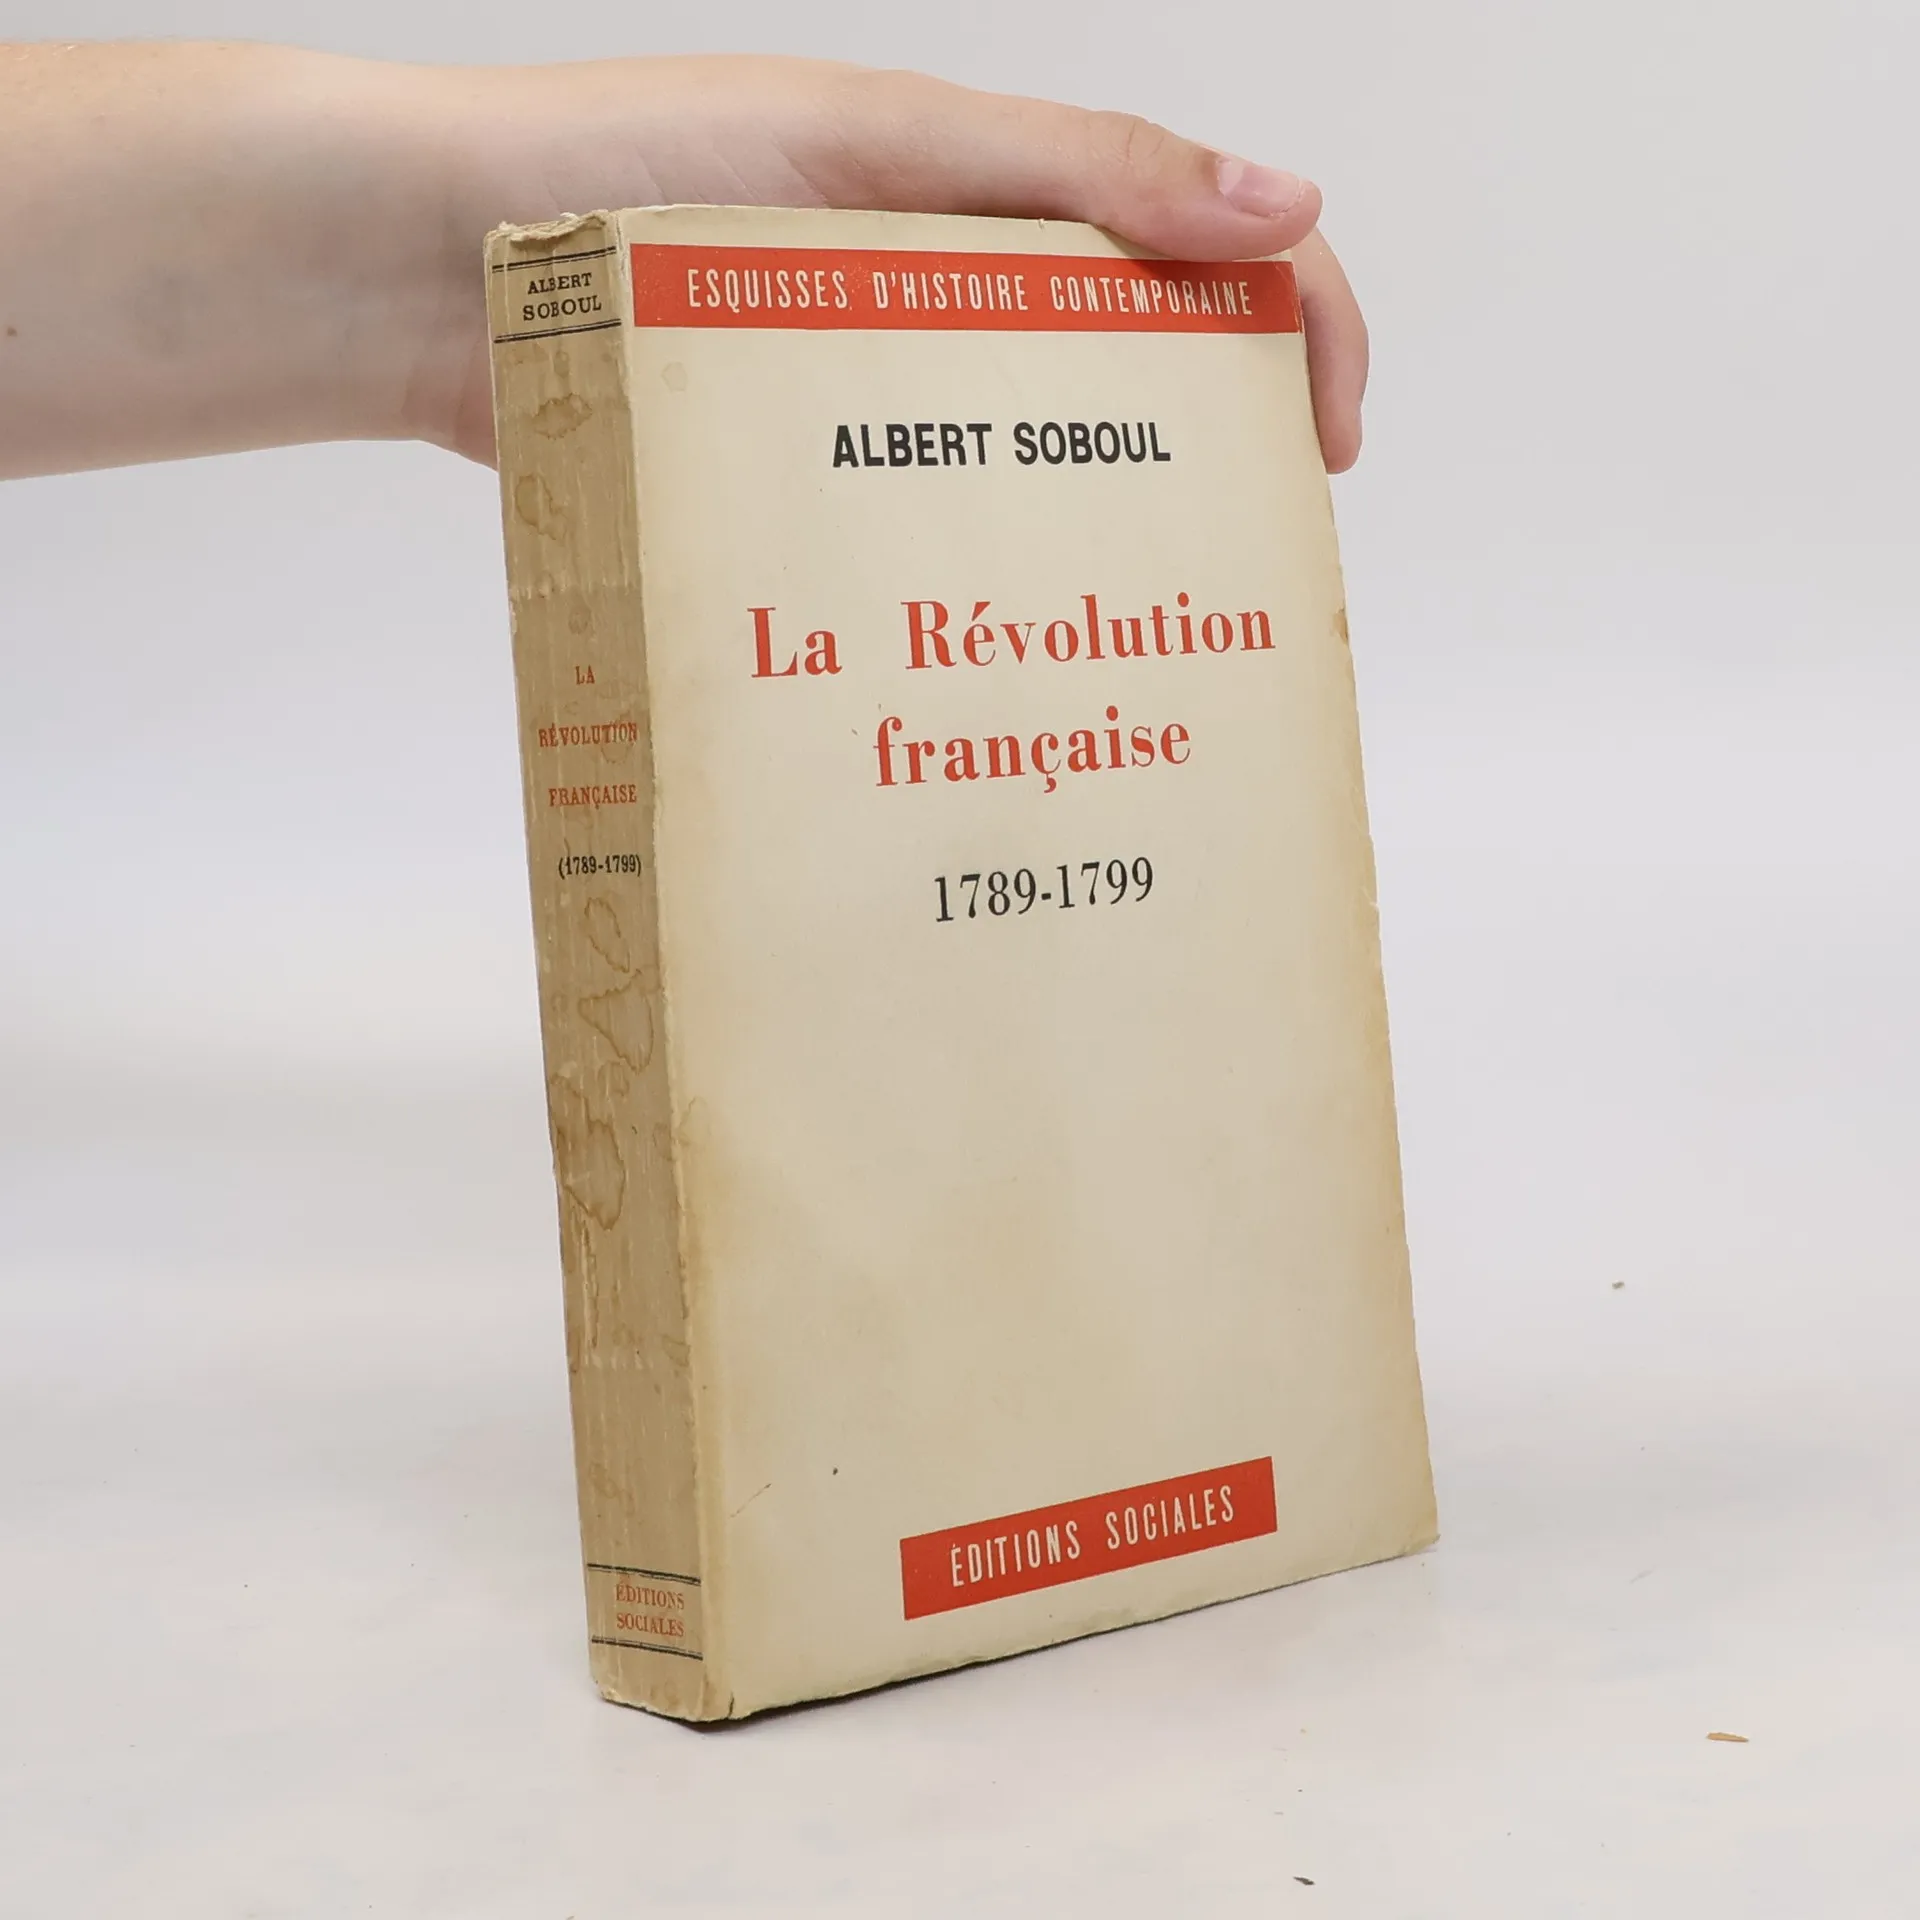 ALBERT
SOBOUL
LA
RÉVOLUTION
FRANÇAISE
(1789-1799)
ÉDITIONS
SOCIALES
ESQUISSES D'HISTOIRE CONTEMPORAINE
ALBERT SOBOUL
La Révolution
française
1789-1799
ÉDITIONS SOCIALES